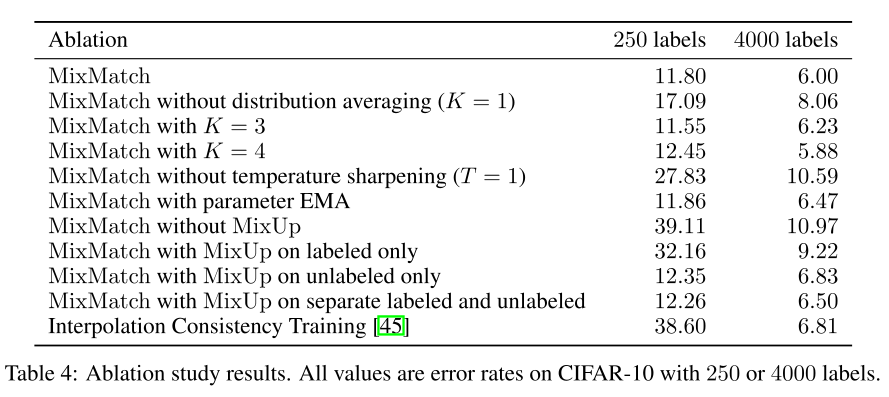 Ablation 250 labels 4000 labels
MixMatch 11.80 6.00
MixMatch without distribution averaging (K = 1) 17.09 8.06
MixMatch with K = 3 11.55 6.23
MixMatch with K = 4 12.45 5.88
MixMatch without temperature sharpening (T = 1) 27.83 10.59
MixMatch with parameter EMA 11.86 6.47
MixMatch without MixUp 39.11 10.97
MixMatch with MixUp on labeled only 32.16 9.22
MixMatch with MixUp on unlabeled only 12.35 6.83
MixMatch with MixUp on separate labeled and unlabeled 12.26 6.50
Interpolation Consistency Training [45] 38.60 6.81
Table 4: Ablation study results. All values are error rates on CIFAR-10 with 250 or 4000 labels.